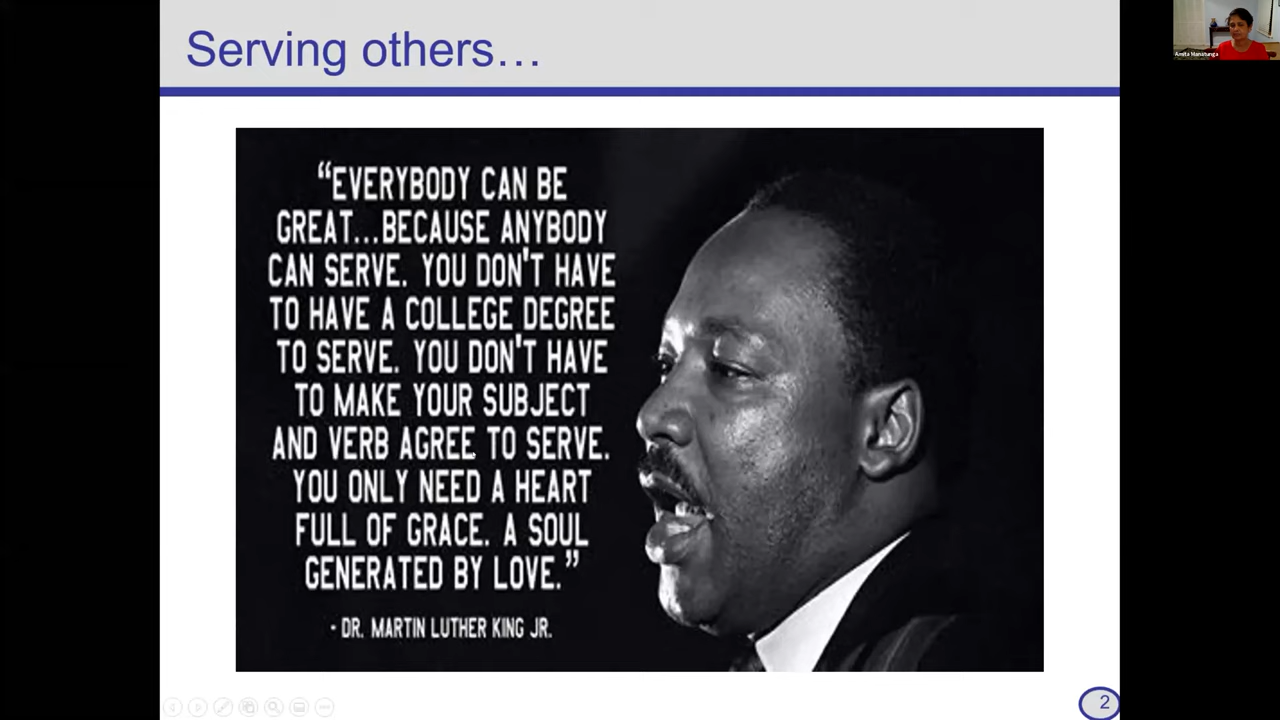 Serving others...
Amita Manatunga
“EVERYBODY CAN BE
GREAT...BECAUSE ANYBODY
CAN SERVE. YOU DON'T HAVE
TO HAVE A COLLEGE DEGREE
TO SERVE. YOU DON'T HAVE
TO MAKE YOUR SUBJECT
AND VERB AGREE TO SERVE.
YOU ONLY NEED A HEART
FULL OF GRACE. A SOUL
GENERATED BY LOVE.”
- DR. MARTIN LUTHER KING JR.
2